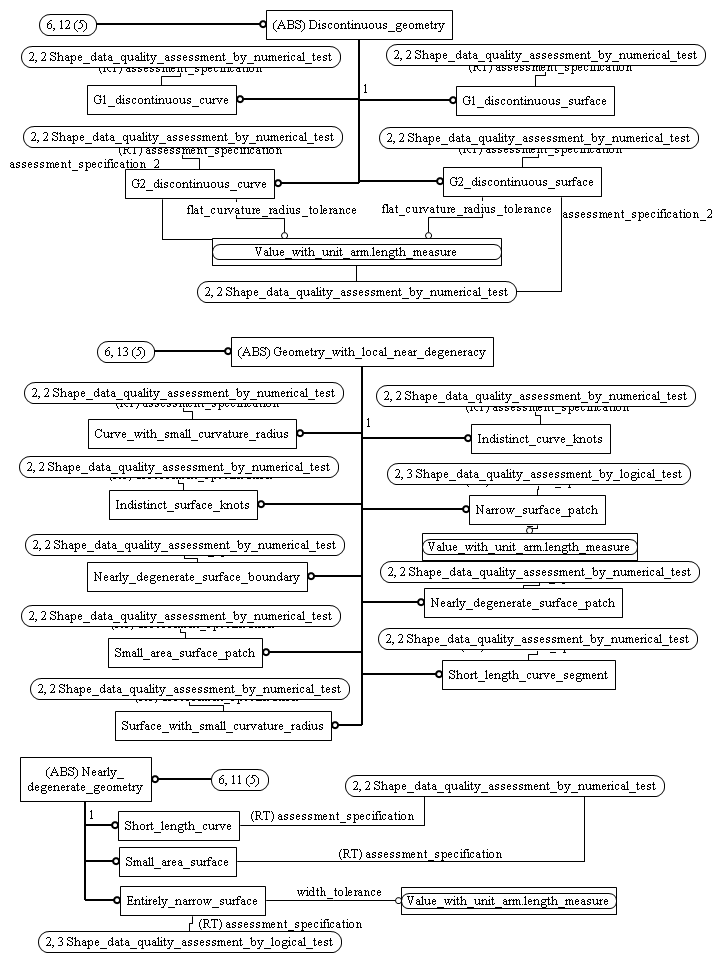 6, 12 (5)
(ABS) Discontinuous_geometry
2, 2 Shape_data_quality_assessment_by_numerical_test
2, 2 Shape_data_quality_assessment_by_numerical_test
(RT) assessment_specification
(RT) assessment_specification
1
G1_discontinuous_curve
G1_discontinuous_surface
2, 2 Shape_data_quality_assessment_by_numerical_test
2, 2 Shape_data_quality_assessment_by_numerical_test
(RT) assessment_specification
(RT) assessment_specification
assessment_specification_2
G2_discontinuous_curve
G2_discontinuous_surface
flat_curvature_radius_tolerance
flat_curvature_radius_tolerance
assessment_specification_2
Value_with_unit_arm.length_measure
2, 2 Shape_data_quality_assessment_by_numerical_test
6, 13 (5)
(ABS) Geometry_with_local_near_degeneracy
2, 2 Shape_data_quality_assessment_by_numerical_test
2, 2 Shape_data_quality_assessment_by_numerical_test
(RT) assessment_specification
(RT) assessment_specification
1
Curve_with_small_curvature_radius
Indistinct_curve_knots
2, 2 Shape_data_quality_assessment_by_numerical_test
2, 3 Shape_data_quality_assessment_by_logical_test
Indistinct_surface_knots
Narrow_surface_patch
2, 2 Shape_data_quality_assessment_by_numerical_test
Value_with_unit_arm.length_measure
2, 2 Shape_data_quality_assessment_by_numerical_test
Nearly_degenerate_surface_boundary
Nearly_degenerate_surface_patch
2, 2 Shape_data_quality_assessment_by_numerical_test
2, 2 Shape_data_quality_assessment_by_numerical_test
Small_area_surface_patch
Short_length_curve_segment
2, 2 Shape_data_quality_assessment_by_numerical_test
Surface_with_small_curvature_radius
(ABS) Nearly_
degenerate_geometry
6, 11 (5)
2, 2 Shape_data_quality_assessment_by_numerical_test
1
Short_length_curve
(RT) assessment_specification
Small_area_surface
(RT) assessment_specification
Entirely_narrow_surface
width_tolerance
Value_with_unit_arm.length_measure
(RT) assessment_specification
2, 3 Shape_data_quality_assessment_by_logical_test